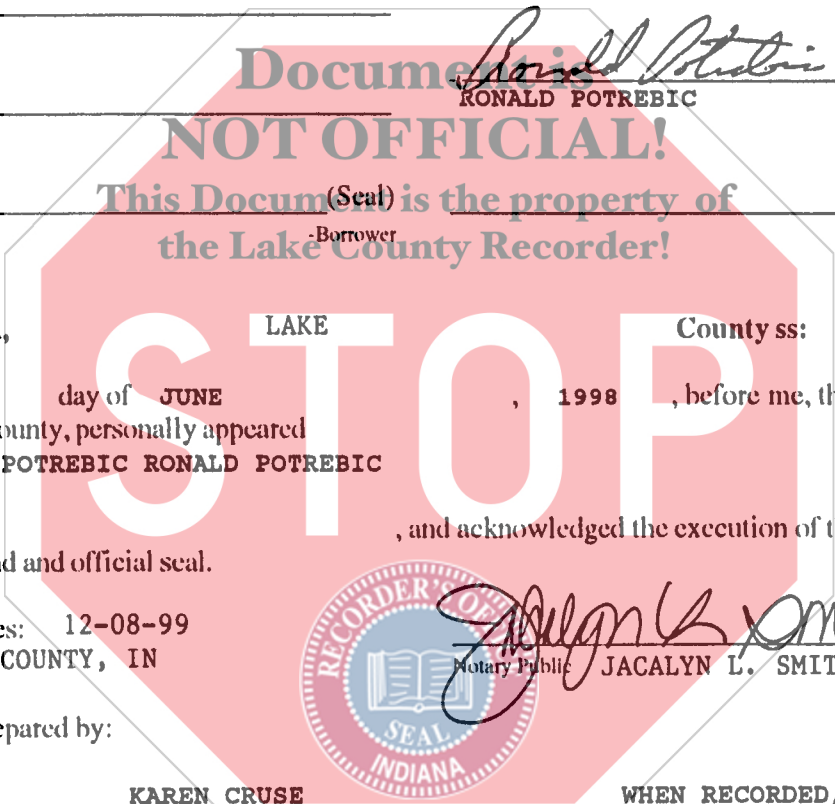 Document is
Ronald Potrebic
RONALD POTREBIC
NOT OFFICIAL!
This Document is the property of
(Seal)
-Borrower
the Lake County Recorder!
LAKE County ss:
STOP
day of JUNE , 1998 , before me, th
ounty, personally appeared
POTREBIC RONALD POTREBIC
, and acknowledged the execution of t
nd and official seal.
es: 12-08-99
COUNTY, IN
Notary Public JACALYN L. SMIT
RECORDER'S OF
SEAL
INDIANA
epared by:
KAREN CRUSE WHEN RECORDED,